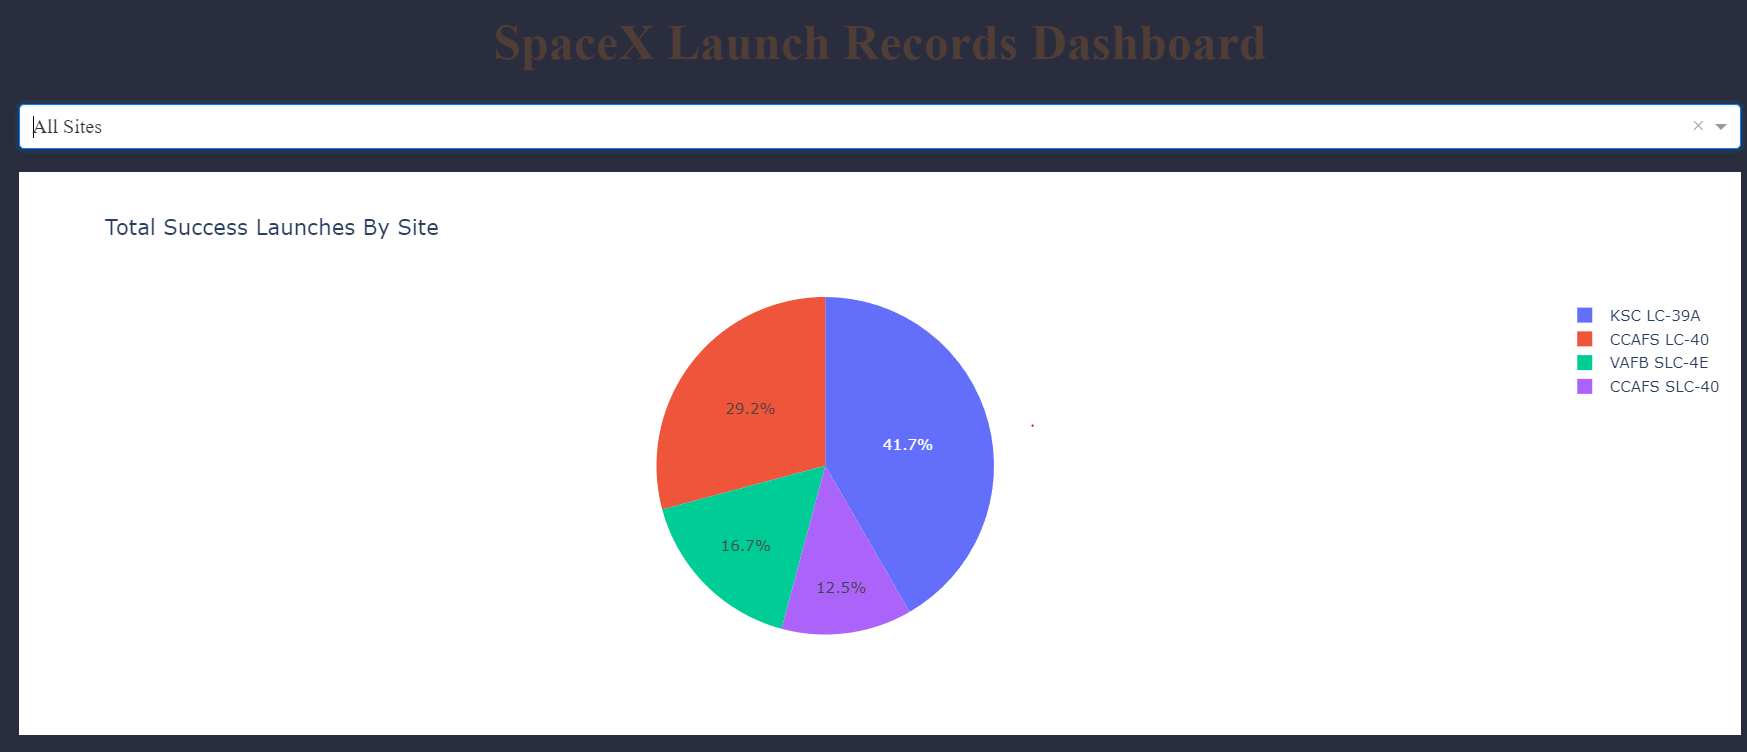 SpaceX Launch Records Dashboard
All Sites
×
Total Success Launches By Site
KSC LC-39A
CCAFS LC-40
VAFB SLC-4E
CCAFS SLC-40
29.2%
41.7%
16.7%
12.5%